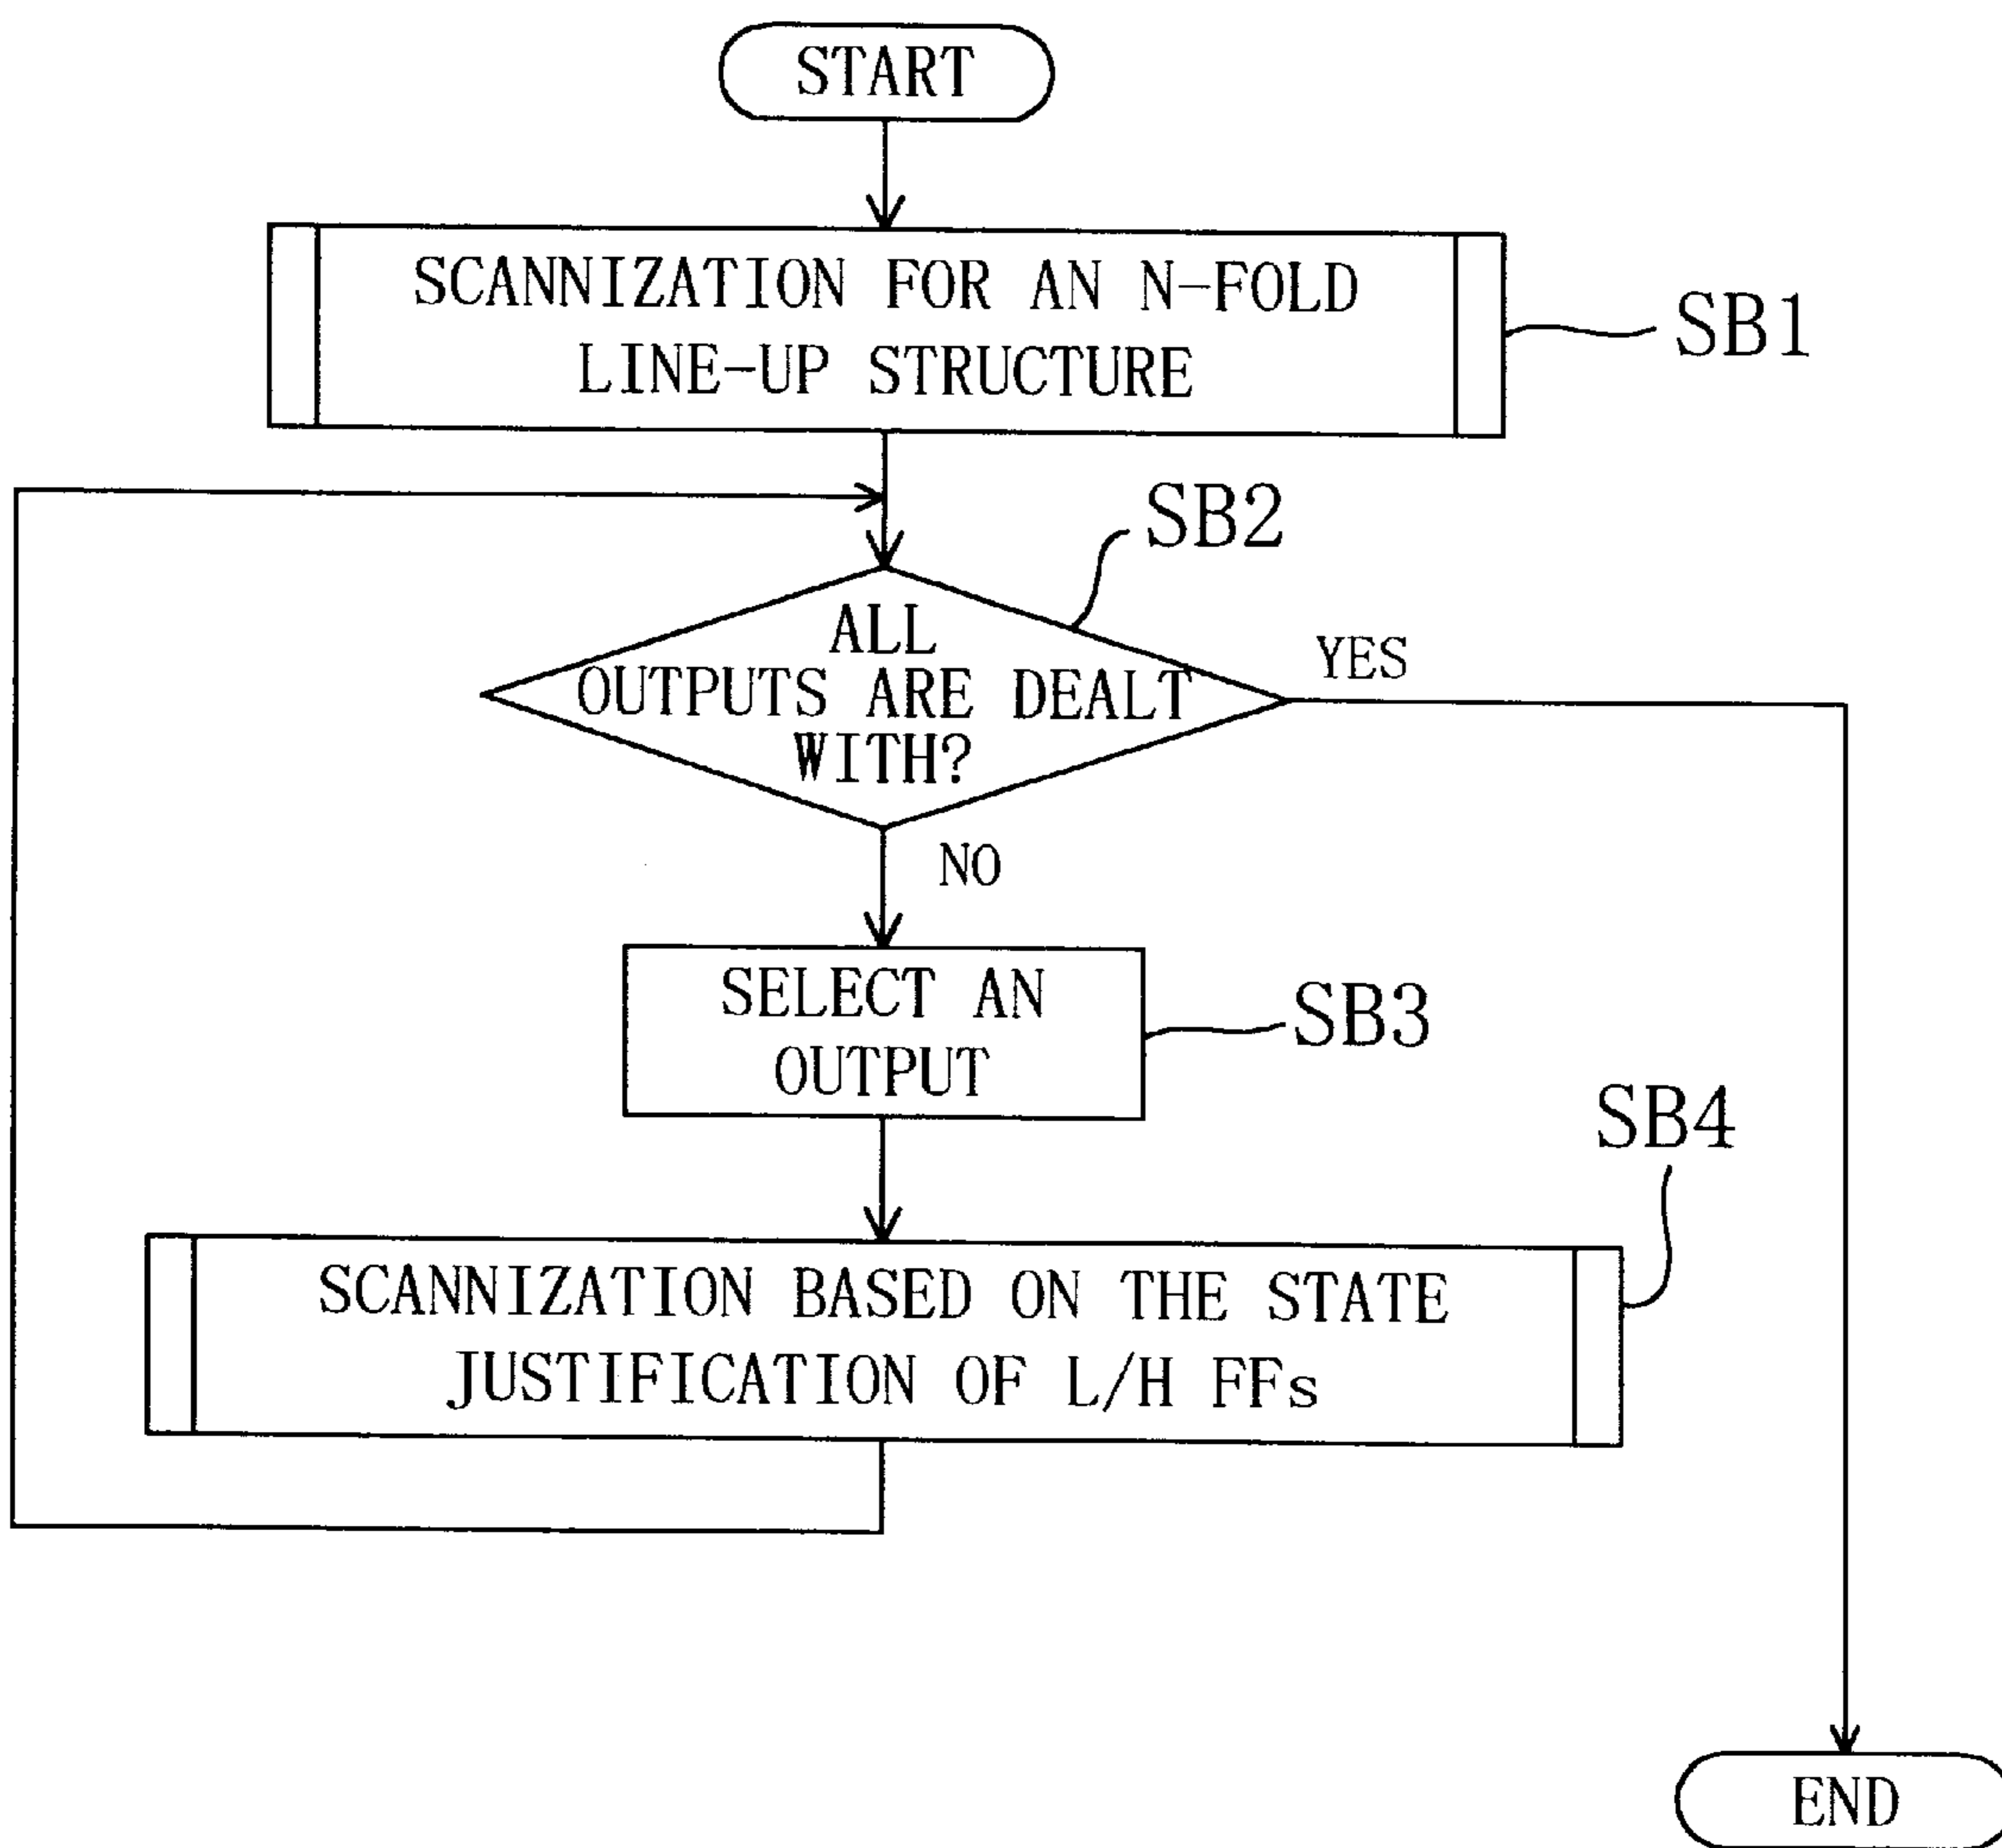 START
SCANNIZATION FOR AN N-FOLD
LINE-UP STRUCTURE
SB1
SB2
ALL
OUTPUTS ARE DEALT
WITH?
YES
NO
SELECT AN
OUTPUT
SB3
SB4
SCANNIZATION BASED ON THE STATE
JUSTIFICATION OF L/H FFs
END